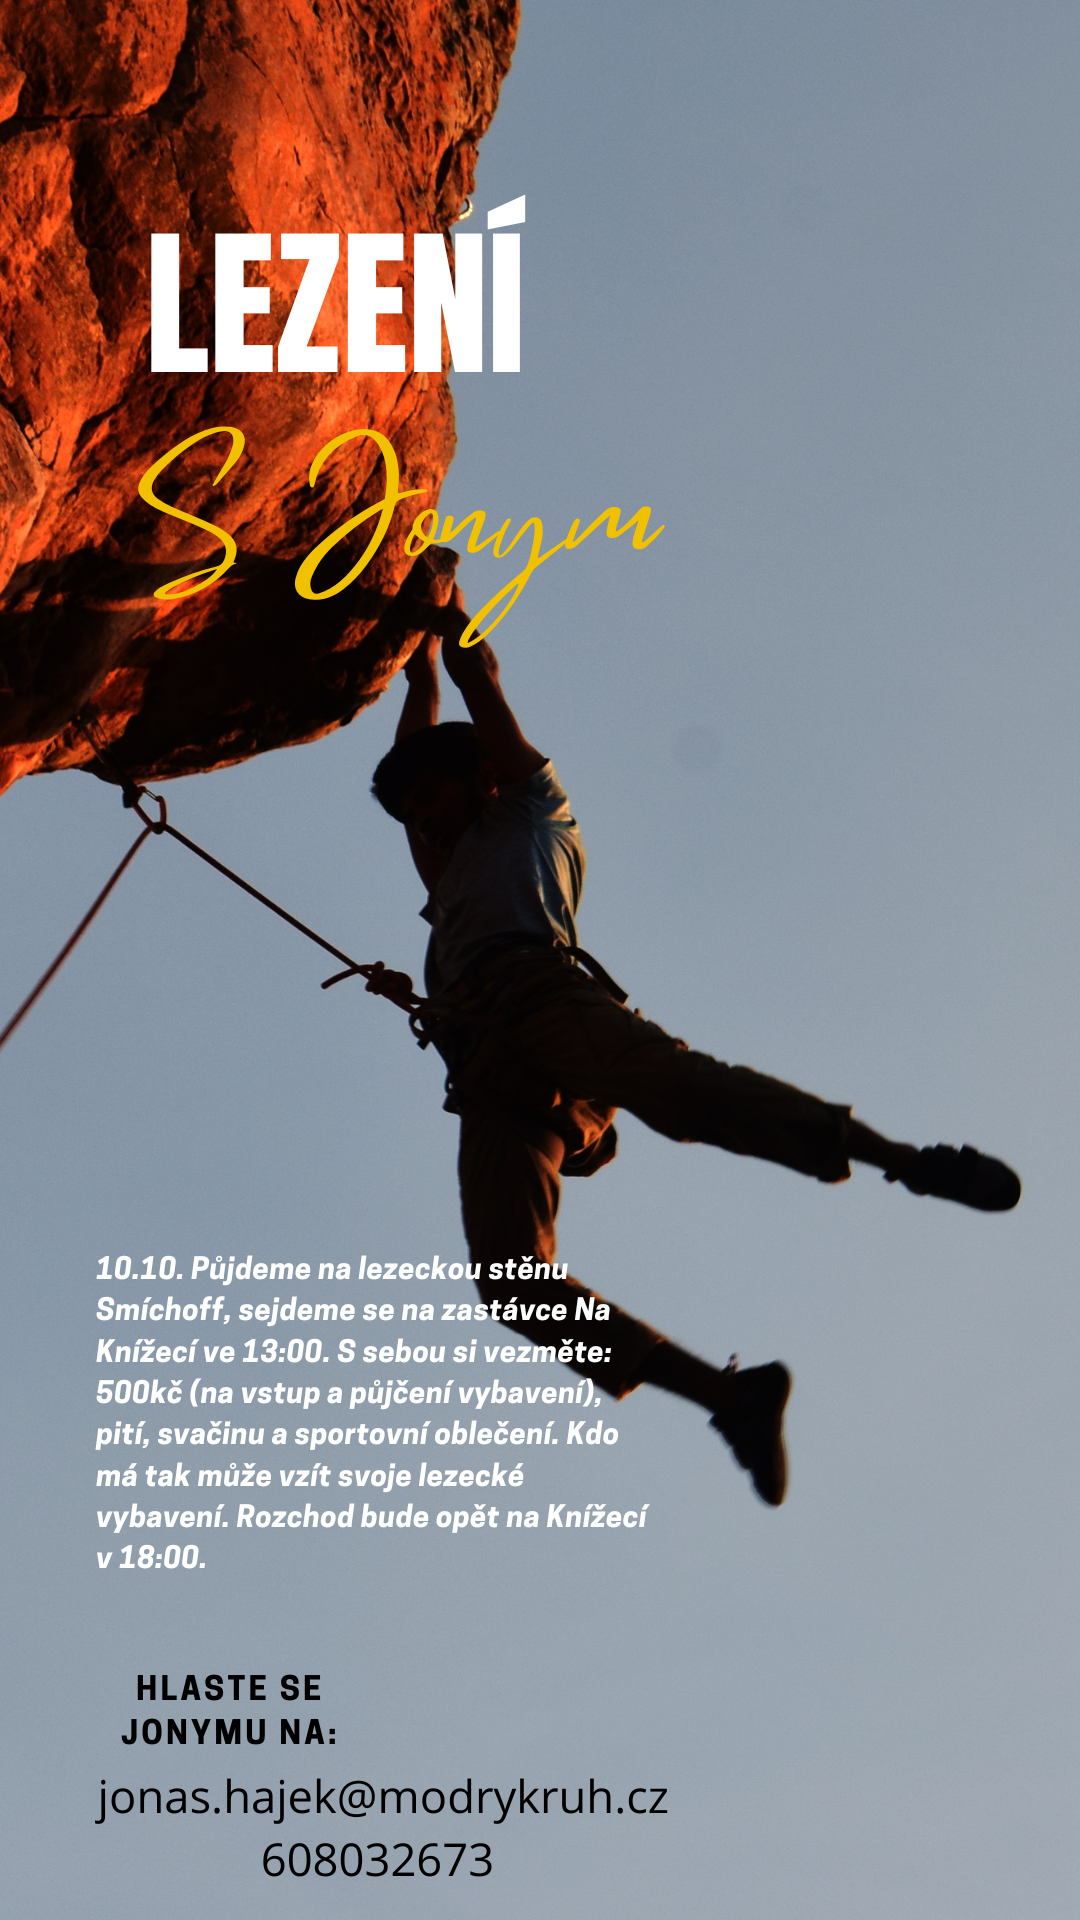 LEZENÍ
S Jonym
10.10. Půjdeme na lezeckou stěnu
Smíchoff, sejdeme se na zastávce Na
Knížecí ve 13:00. S sebou si vezměte:
500kč (na vstup a půjčení vybavení),
pití, svačinu a sportovní oblečení. Kdo
má tak může vzít svoje lezecké
vybavení. Rozchod bude opět na Knížecí
v 18:00.
HLASTE SE
JONYMU NA:
jonas.hajek@modrykruh.cz
608032673